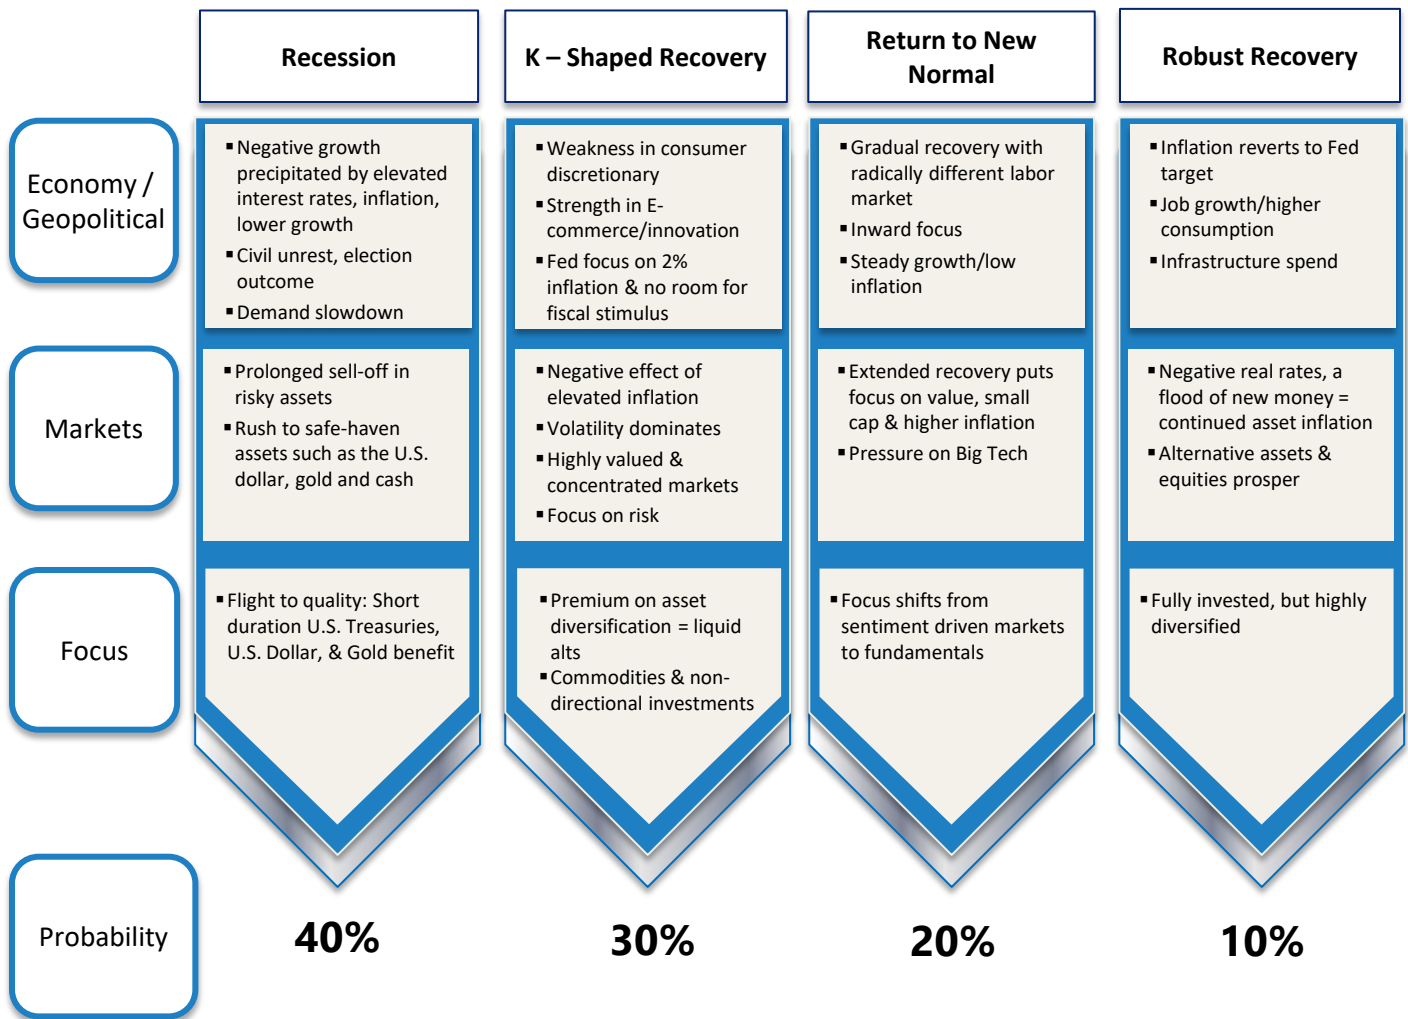 Recession
K – Shaped Recovery
Return to New
Normal
Robust Recovery
Economy /
Geopolitical
▪ Negative growth
precipitated by elevated
interest rates, inflation,
lower growth
▪ Civil unrest, election
outcome
▪ Demand slowdown
▪ Weakness in consumer
discretionary
▪ Strength in E-
commerce/innovation
▪ Fed focus on 2%
inflation & no room for
fiscal stimulus
▪ Gradual recovery with
radically different labor
market
▪ Inward focus
▪ Steady growth/low
inflation
▪ Inflation reverts to Fed
target
▪ Job growth/higher
consumption
▪ Infrastructure spend
Markets
▪ Prolonged sell-off in
risky assets
▪ Rush to safe-haven
assets such as the U.S.
dollar, gold and cash
▪ Negative effect of
elevated inflation
▪ Volatility dominates
▪ Highly valued &
concentrated markets
▪ Focus on risk
▪ Extended recovery puts
focus on value, small
cap & higher inflation
▪ Pressure on Big Tech
▪ Negative real rates, a
flood of new money =
continued asset inflation
▪ Alternative assets &
equities prosper
Focus
▪ Flight to quality: Short
duration U.S. Treasuries,
U.S. Dollar, & Gold benefit
▪ Premium on asset
diversification = liquid
alts
▪ Commodities & non-
directional investments
▪ Focus shifts from
sentiment driven markets
to fundamentals
▪ Fully invested, but highly
diversified
Probability
40%
30%
20%
10%